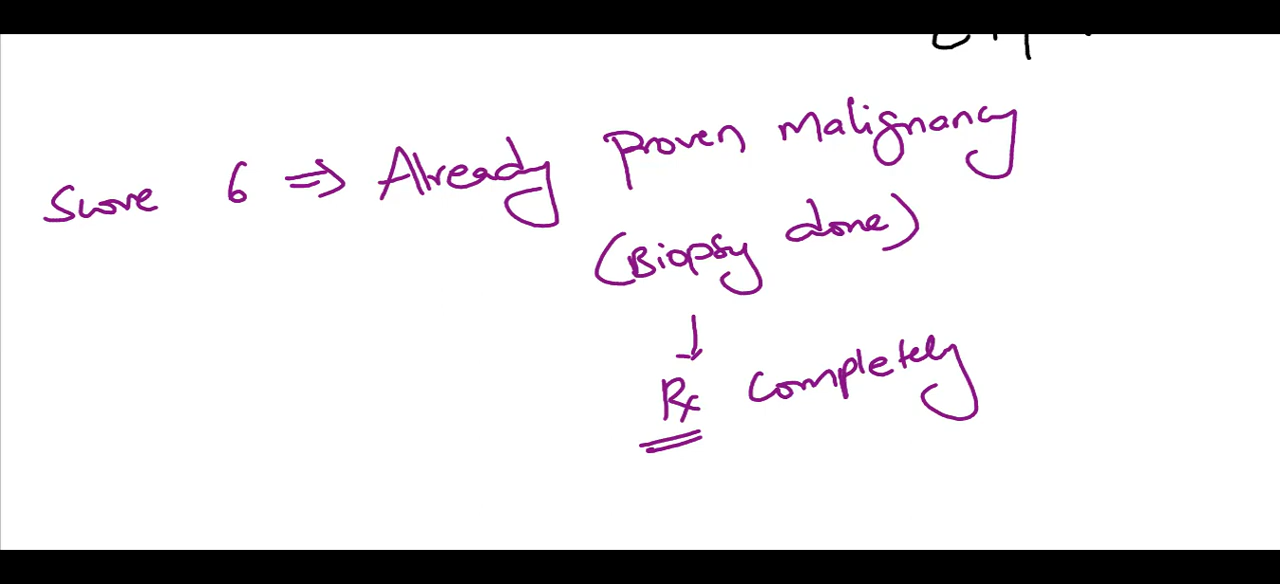 Score 6 ⇒ Already proven malignancy
(Biopsy done)
↓
Rx completely